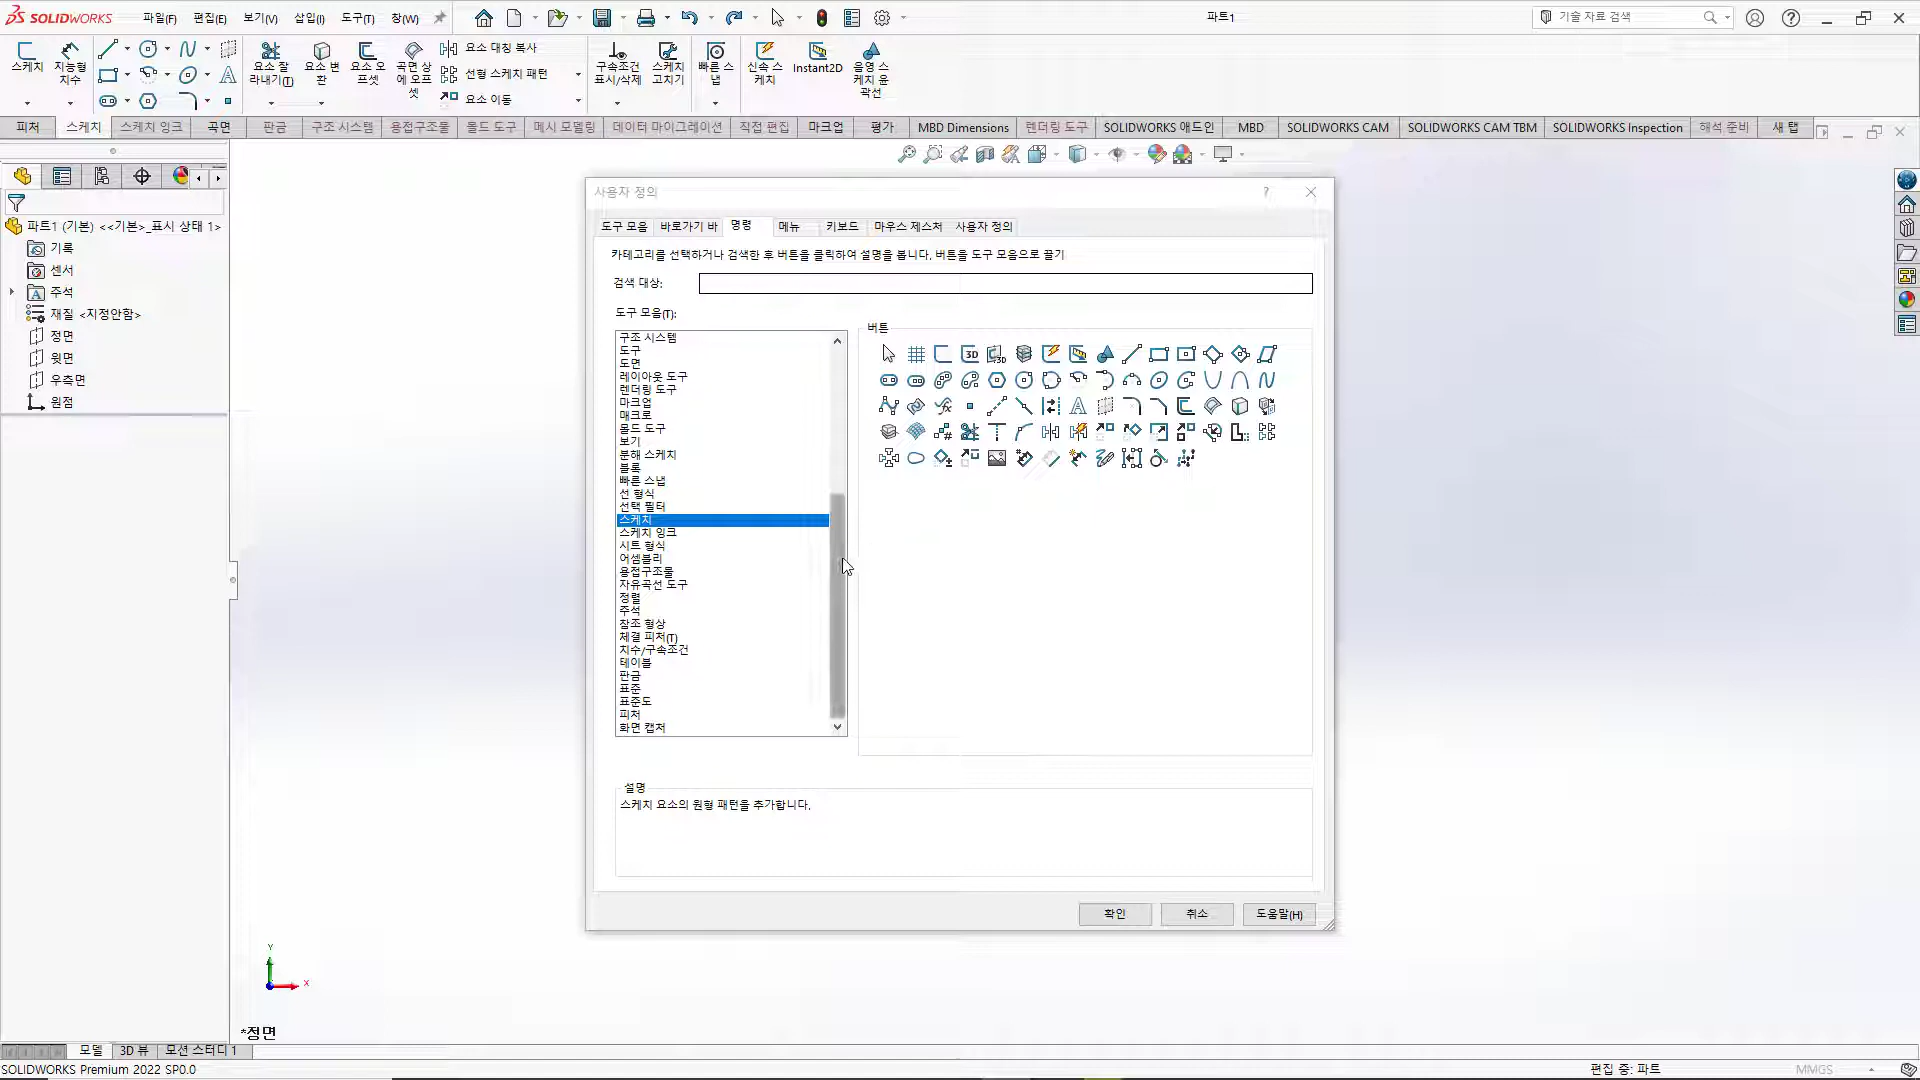 SOLIDWORKS 파일(F) 편집(E) 보기(V) 삽입(I) 도구(T) 창(W) 파트1 기술 자료 검색
스케치 지능형 치수 요소 잘라내기(T) 요소 변환 요소 오프셋 곡면 상에 오프셋 요소 대칭 복사 선형 스케치 패턴 요소 이동 구속조건 표시/삭제 스케치 고치기 빠른 스냅 신속 스케치 Instant2D 음영 스케치 윤곽선
피처 스케치 스케치 잉크 곡면 판금 구조 시스템 용접구조물 몰드 도구 메시 모델링 데이터 마이그레이션 직접 편집 마크업 평가 MBD Dimensions 렌더링 도구 SOLIDWORKS 애드인 MBD SOLIDWORKS CAM SOLIDWORKS CAM TBM SOLIDWORKS Inspection 해석 준비 새 탭
파트1 (기본) <<기본>_표시 상태 1>
기록
센서
주석
재질 <지정안함>
정면
윗면
우측면
원점
사용자 정의
도구 모음 바로가기 바 명령 메뉴 키보드 마우스 제스처 사용자 정의
카테고리를 선택하거나 검색한 후 버튼을 클릭하여 설명을 봅니다. 버튼을 도구 모음으로 끌기
검색 대상:
도구 모음(T):
버튼
구조 시스템
도구
도면
레이아웃 도구
렌더링 도구
마크업
매크로
몰드 도구
보기
분해 스케치
블록
빠른 스냅
선 형식
선택 필터
스케치
스케치 잉크
시트 형식
어셈블리
용접구조물
자유곡선 도구
정렬
주석
참조 형상
체결 피처(T)
치수/구속조건
테이블
판금
표준
표준도
피처
화면 캡처
설명
스케치 요소의 원형 패턴을 추가합니다.
확인 취소 도움말(H)
Y
X
*정면
모델 3D 뷰 모션 스터디 1
SOLIDWORKS Premium 2022 SP0.0 편집 중: 파트 MMGS